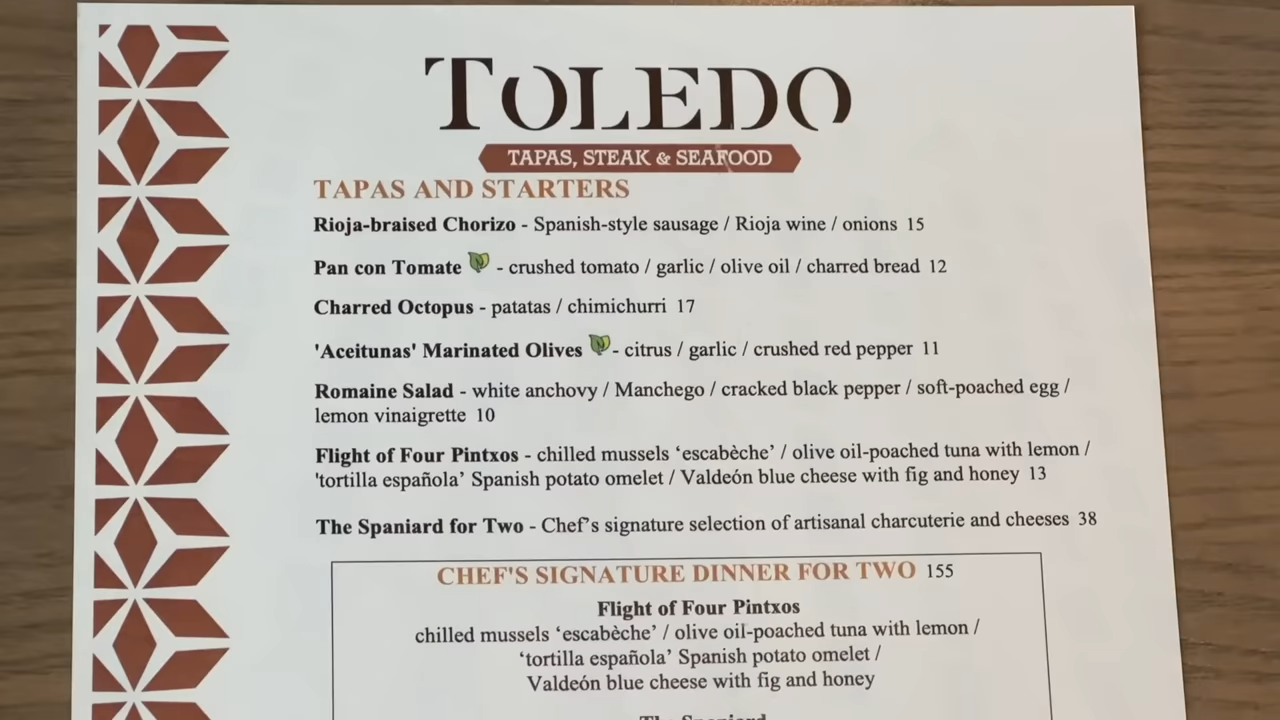 TOLEDO
TAPAS, STEAK & SEAFOOD
TAPAS AND STARTERS
Rioja-braised Chorizo - Spanish-style sausage / Rioja wine / onions 15
Pan con Tomate - crushed tomato / garlic / olive oil / charred bread 12
Charred Octopus - patatas / chimichurri 17
'Aceitunas' Marinated Olives - citrus / garlic / crushed red pepper 11
Romaine Salad - white anchovy / Manchego / cracked black pepper / soft-poached egg /
lemon vinaigrette 10
Flight of Four Pintxos - chilled mussels ‘escabèche’ / olive oil-poached tuna with lemon /
'tortilla española’ Spanish potato omelet / Valdeón blue cheese with fig and honey 13
The Spaniard for Two - Chef's signature selection of artisanal charcuterie and cheeses 38
CHEF'S SIGNATURE DINNER FOR TWO 155
Flight of Four Pintxos
chilled mussels ‘escabèche’ / olive oil-poached tuna with lemon /
‘tortilla española’ Spanish potato omelet /
Valdeón blue cheese with fig and honey
The Spaniard